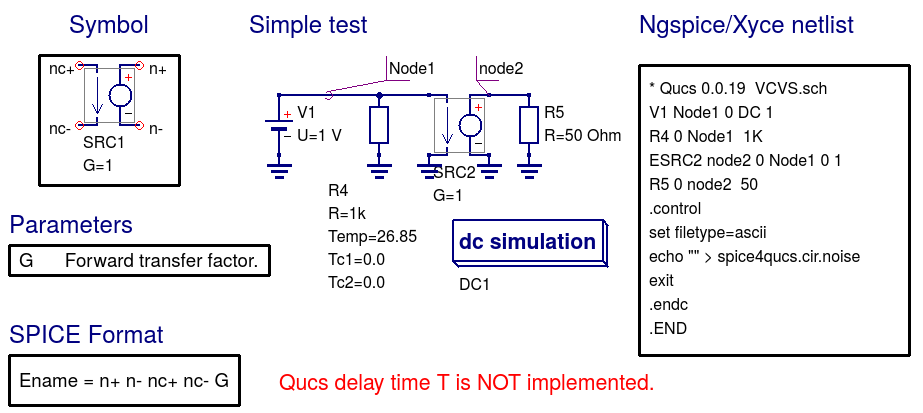 Symbol
nc+
n+
+
−
nc-
n-
SRC1
G=1
Parameters
G Forward transfer factor.
SPICE Format
Ename = n+ n- nc+ nc- G
Simple test
Node1
node2
+
V1
−
U=1 V
R4
R=1k
Temp=26.85
Tc1=0.0
Tc2=0.0
+
−
SRC2
G=1
R5
R=50 Ohm
dc simulation
DC1
Qucs delay time T is NOT implemented.
Ngspice/Xyce netlist
* Qucs 0.0.19 VCVS.sch
V1 Node1 0 DC 1
R4 0 Node1 1K
ESRC2 node2 0 Node1 0 1
R5 0 node2 50
.control
set filetype=ascii
echo "" > spice4qucs.cir.noise
exit
.endc
.END